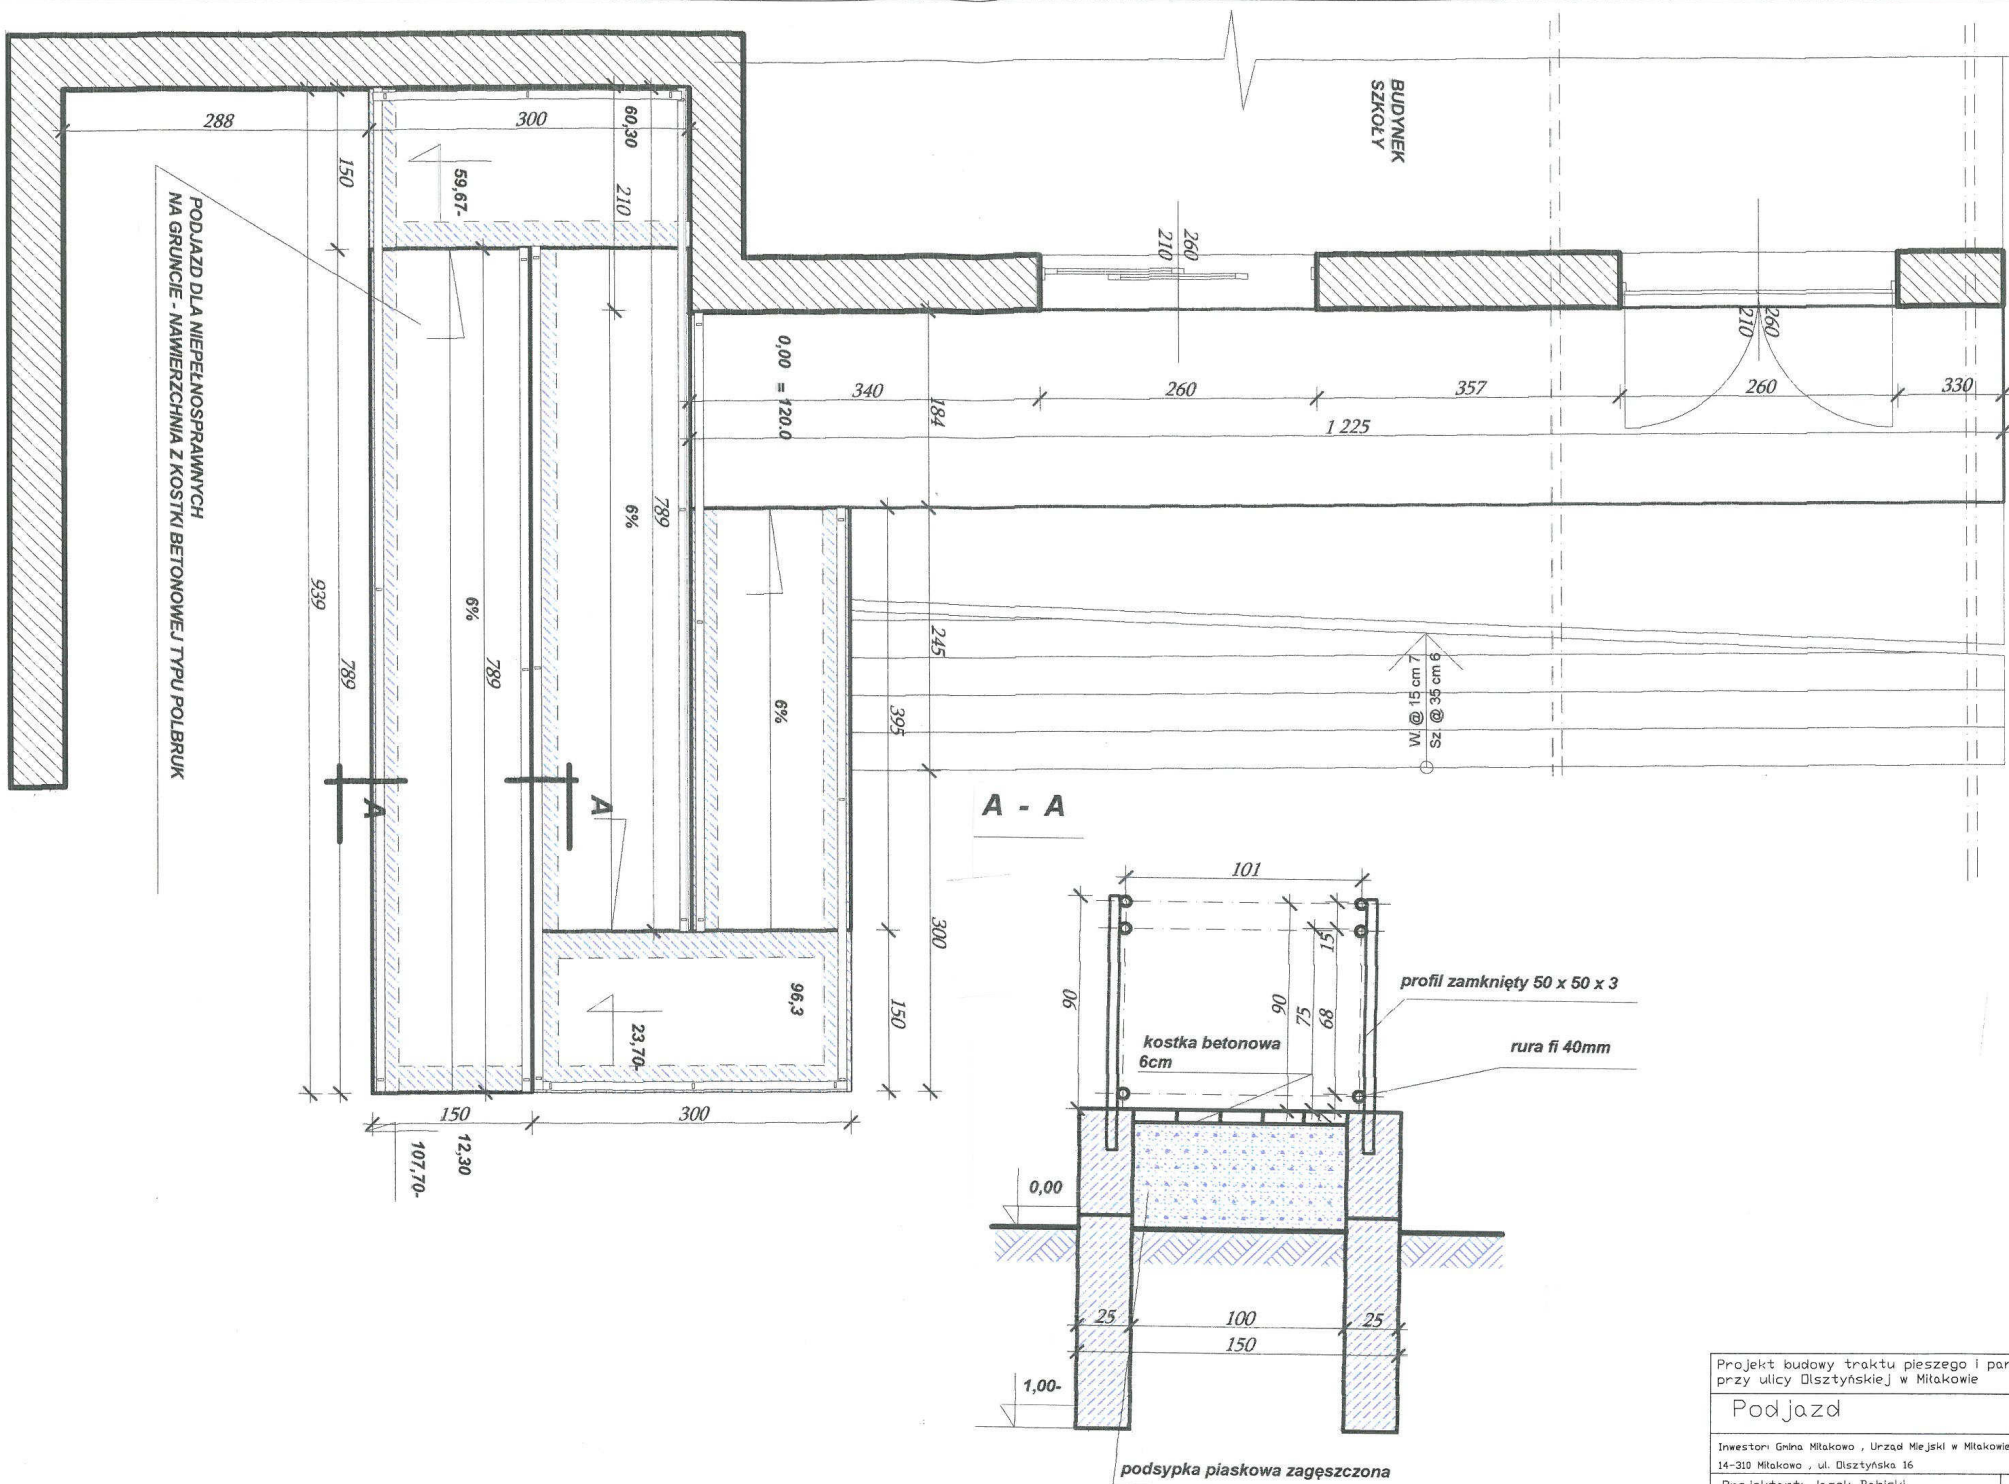 BUDYNEK
SZKOŁY
288
300
60,30
150
59,67-
210
260
210
260
210
PODJAZD DLA NIEPEŁNOSPRAWNYCH
NA GRUNCIE - NAWIERZCHNIA Z KOSTKI BETONOWEJ TYPU POLBRUK
0,00 = 120.0
340
184
260
357
260
330
1 225
939
789
6%
789
6%
789
6%
245
395
W. @ 15 cm 7
Sz. @ 35 cm 6
A
A
300
150
96,3
23,70-
150
300
12,30
107,70-
A - A
101
90
90
75
15
68
7
profil zamknięty 50 x 50 x 3
kostka betonowa
6cm
rura fi 40mm
0,00
25
100
25
150
1,00-
podsypka piaskowa zagęszczona
Projekt budowy traktu pieszego i par
przy ulicy Olsztyńskiej w Miłakowie
Podjazd
Inwestor: Gmina Miłakowo , Urząd Miejski w Miłakowie
14-310 Miłakowo , ul. Olsztyńska 16